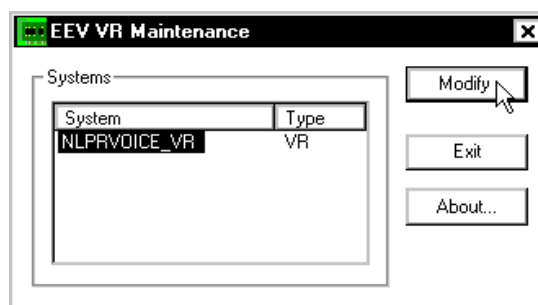 EEV VR Maintenance
Systems
System Type
NLPRVOICE_VR VR
Modify
Exit
About...